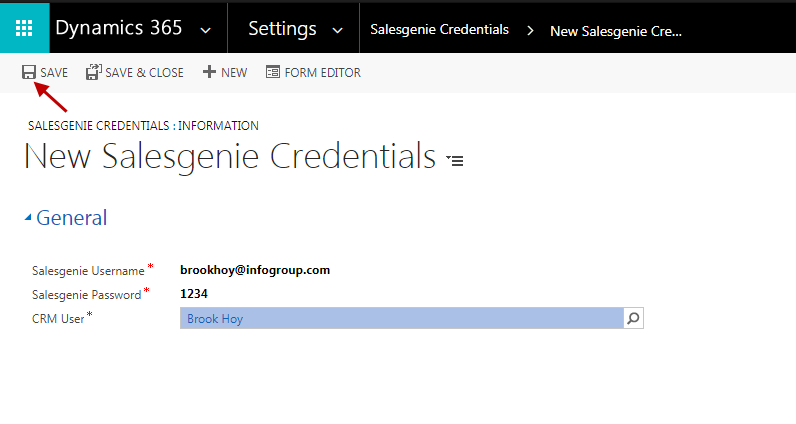 Dynamics 365 Settings Salesgenie Credentials > New Salesgenie Cre...
SAVE SAVE & CLOSE + NEW FORM EDITOR
SALESGENIE CREDENTIALS : INFORMATION
New Salesgenie Credentials
General
Salesgenie Username * brookhoy@infogroup.com
Salesgenie Password * 1234
CRM User * Brook Hoy